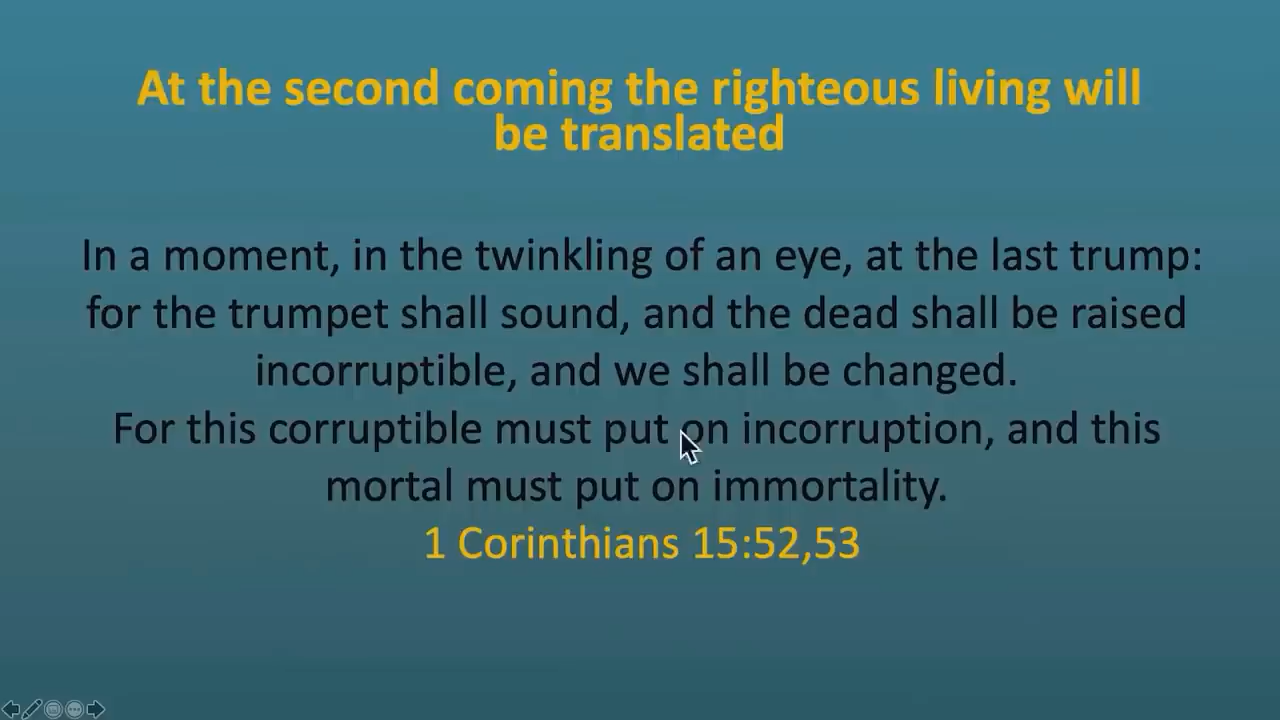 At the second coming the righteous living will
be translated
In a moment, in the twinkling of an eye, at the last trump:
for the trumpet shall sound, and the dead shall be raised
incorruptible, and we shall be changed.
For this corruptible must put on incorruption, and this
mortal must put on immortality.
1 Corinthians 15:52,53